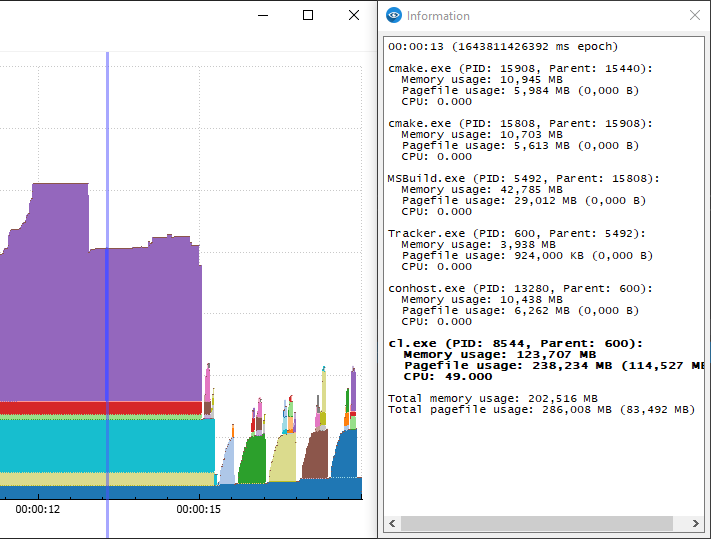 Information
00:00:13 (1643811426392 ms epoch)
cmake.exe (PID: 15908, Parent: 15440):
Memory usage: 10,945 MB
Pagefile usage: 5,984 MB (0,000 B)
CPU: 0.000
cmake.exe (PID: 15808, Parent: 15908):
Memory usage: 10,703 MB
Pagefile usage: 5,613 MB (0,000 B)
CPU: 0.000
MSBuild.exe (PID: 5492, Parent: 15808):
Memory usage: 42,785 MB
Pagefile usage: 29,012 MB (0,000 B)
CPU: 0.000
Tracker.exe (PID: 600, Parent: 5492):
Memory usage: 3,938 MB
Pagefile usage: 924,000 KB (0,000 B)
CPU: 0.000
conhost.exe (PID: 13280, Parent: 600):
Memory usage: 10,438 MB
Pagefile usage: 6,262 MB (0,000 B)
CPU: 0.000
cl.exe (PID: 8544, Parent: 600):
Memory usage: 123,707 MB
Pagefile usage: 238,234 MB (114,527 MB
CPU: 49.000
Total memory usage: 202,516 MB
Total pagefile usage: 286,008 MB (83,492 MB)
00:00:12
00:00:15